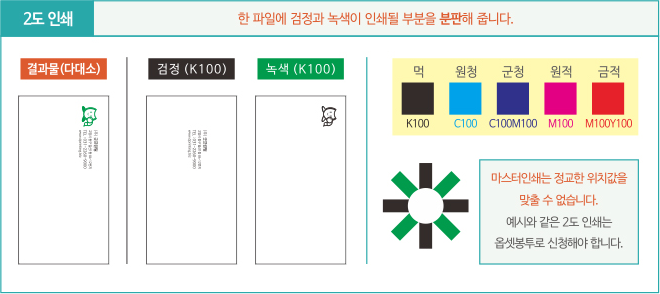 2도 인쇄
한 파일에 검정과 녹색이 인쇄될 부분을 분판해 줍니다.
결과물(다대소)
검정 (K100)
녹색 (K100)
먹
원청
군청
원적
금적
K100
C100
C100M100
M100
M100Y100
마스터인쇄는 정교한 위치값을
맞출 수 없습니다.
예시와 같은 2도 인쇄는
옵셋봉투로 신청해야 합니다.